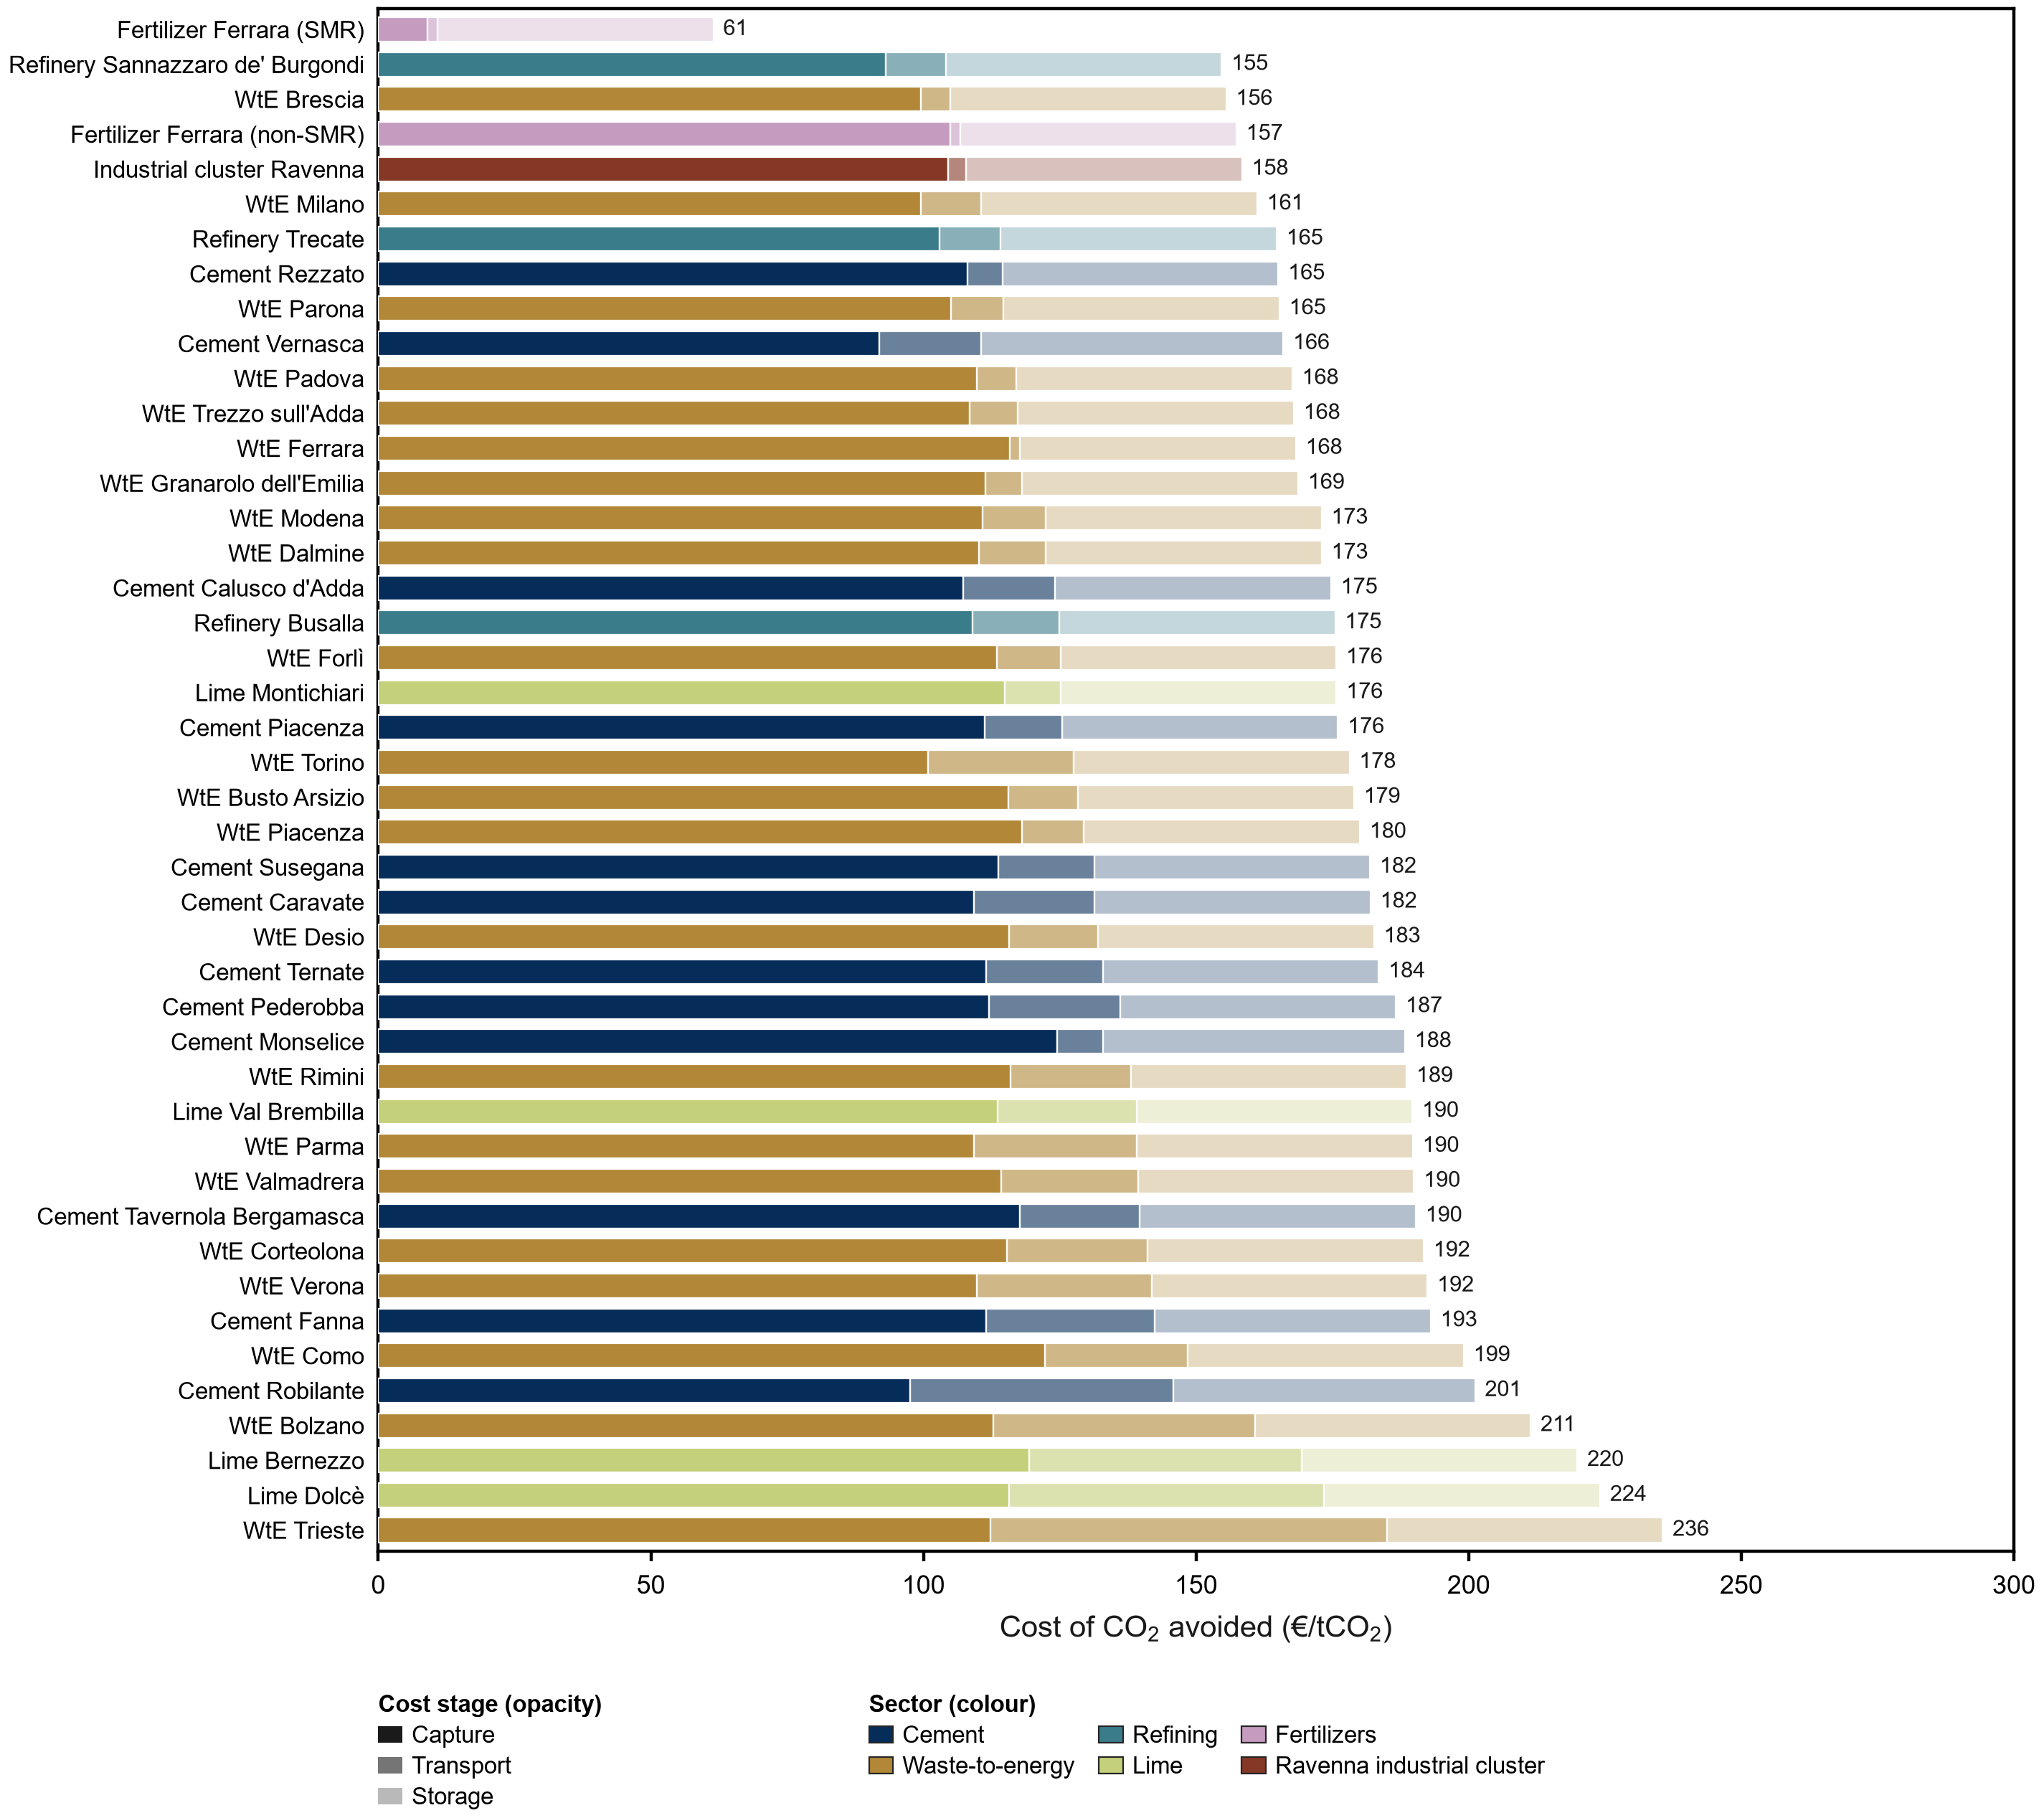 Fertilizer Ferrara (SMR) 61
Refinery Sannazzaro de' Burgondi 155
WtE Brescia 156
Fertilizer Ferrara (non-SMR) 157
Industrial cluster Ravenna 158
WtE Milano 161
Refinery Trecate 165
Cement Rezzato 165
WtE Parona 165
Cement Vernasca 166
WtE Padova 168
WtE Trezzo sull'Adda 168
WtE Ferrara 168
WtE Granarolo dell'Emilia 169
WtE Modena 173
WtE Dalmine 173
Cement Calusco d'Adda 175
Refinery Busalla 175
WtE Forlì 176
Lime Montichiari 176
Cement Piacenza 176
WtE Torino 178
WtE Busto Arsizio 179
WtE Piacenza 180
Cement Susegana 182
Cement Caravate 182
WtE Desio 183
Cement Ternate 184
Cement Pederobba 187
Cement Monselice 188
WtE Rimini 189
Lime Val Brembilla 190
WtE Parma 190
WtE Valmadrera 190
Cement Tavernola Bergamasca 190
WtE Corteolona 192
WtE Verona 192
Cement Fanna 193
WtE Como 199
Cement Robilante 201
WtE Bolzano 211
Lime Bernezzo 220
Lime Dolcè 224
WtE Trieste 236
0 50 100 150 200 250 300
Cost of CO₂ avoided (€/tCO₂)
Cost stage (opacity) Sector (colour)
Capture Cement Refining Fertilizers
Transport Waste-to-energy Lime Ravenna industrial cluster
Storage